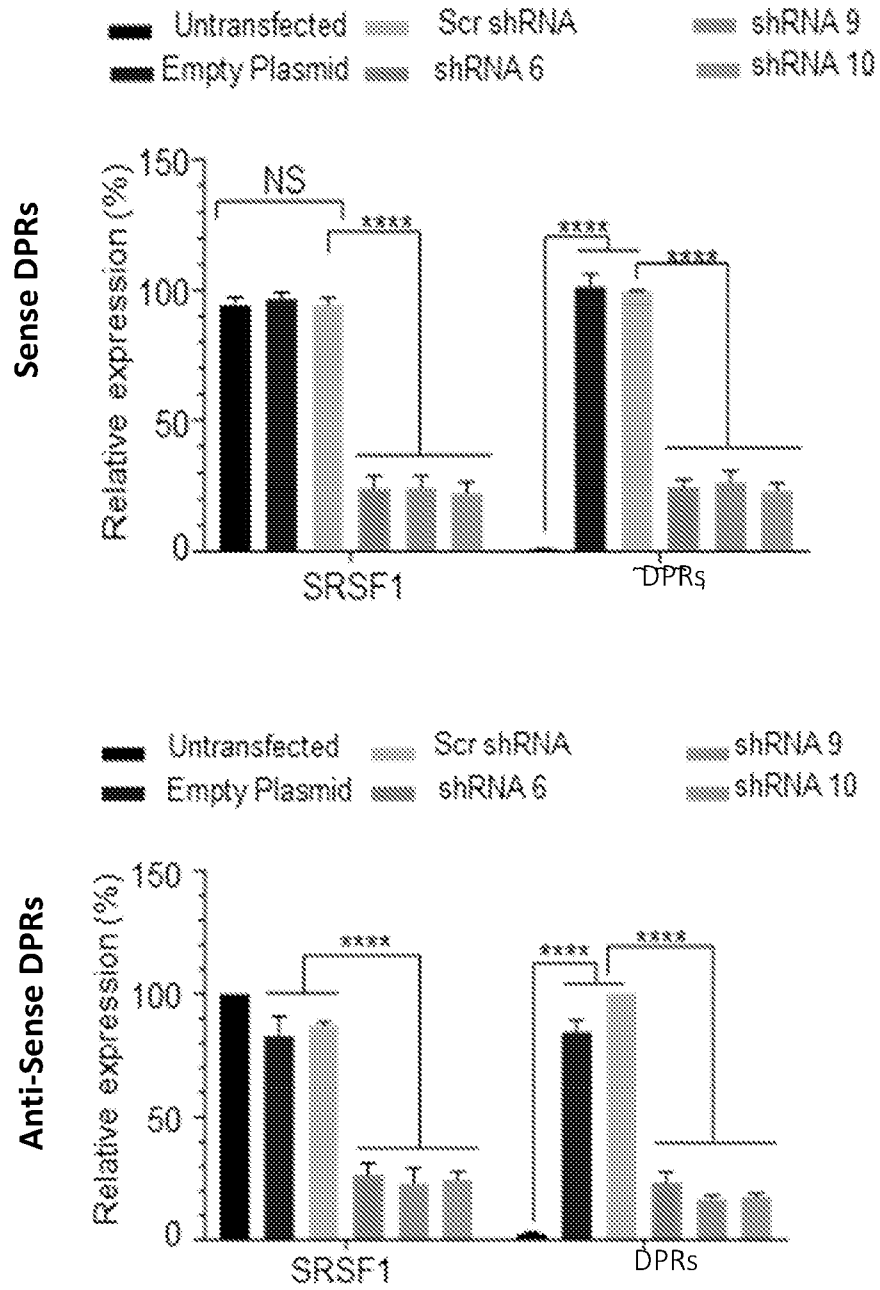 Untransfected Scr shRNA shRNA 9
Empty Plasmid shRNA 6 shRNA 10
Sense DPRs
Relative expression (%)
150
100
50
0
NS
****
****
****
SRSF1
DPRs
Untransfected Scr shRNA shRNA 9
Empty Plasmid shRNA 6 shRNA 10
Anti-Sense DPRs
Relative expression (%)
150
100
50
0
****
****
****
SRSF1
DPRs